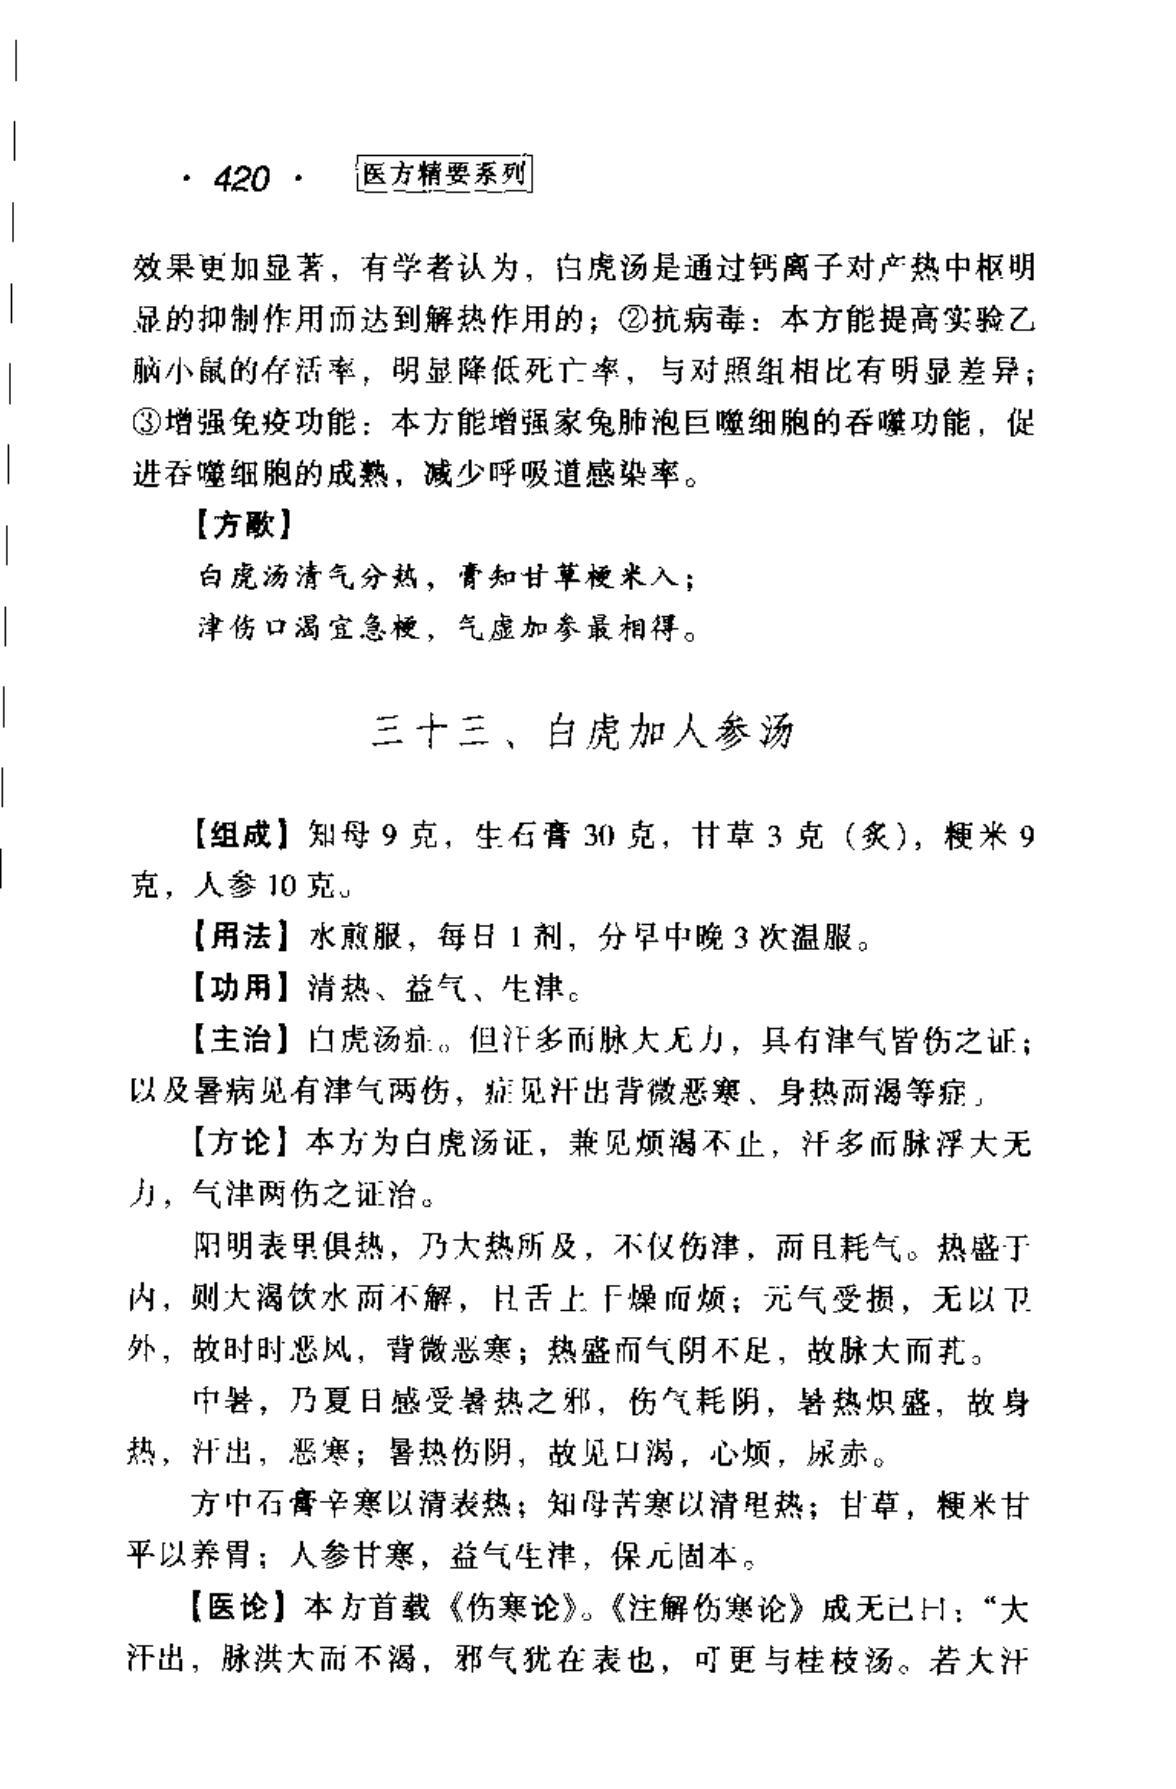 · 420 · 医方精要系列
效果更加显著，有学者认为，白虎汤是通过钙离子对产热中枢明
显的抑制作用而达到解热作用的；②抗病毒：本方能提高实验乙
脑小鼠的存活率，明显降低死亡率，与对照组相比有明显差异；
③增强免疫功能：本方能增强家兔肺泡巨噬细胞的吞噬功能，促
进吞噬细胞的成熟，减少呼吸道感染率。
【方歌】
白虎汤清气分热，膏知甘草梗米入；
津伤口渴宜急梗，气虚加参最相得。
三十三、白虎加人参汤
【组成】知母 9 克，生石膏 30 克，甘草 3 克（炙），粳米 9
克，人参 10 克。
【用法】水煎服，每日 1 剂，分早中晚 3 次温服。
【功用】清热、益气、生津。
【主治】白虎汤症。但汗多而脉大无力，具有津气皆伤之证；
以及暑病见有津气两伤，症见汗出背微恶寒、身热而渴等症。
【方论】本方为白虎汤证，兼见烦渴不止，汗多而脉浮大无
力，气津两伤之证治。
阳明表里俱热，乃大热所及，不仅伤津，而且耗气。热盛于
内，则大渴饮水而不解，且舌上干燥而烦；元气受损，无以卫
外，故时时恶风，背微恶寒；热盛而气阴不足，故脉大而芤。
中暑，乃夏日感受暑热之邪，伤气耗阴，暑热炽盛，故身
热，汗出，恶寒；暑热伤阴，故见口渴，心烦，尿赤。
方中石膏辛寒以清表热；知母苦寒以清里热；甘草，粳米甘
平以养胃；人参甘寒，益气生津，保元固本。
【医论】本方首载《伤寒论》。《注解伤寒论》成无已曰：“大
汗出，脉洪大而不渴，邪气犹在表也，可更与桂枝汤。若大汗